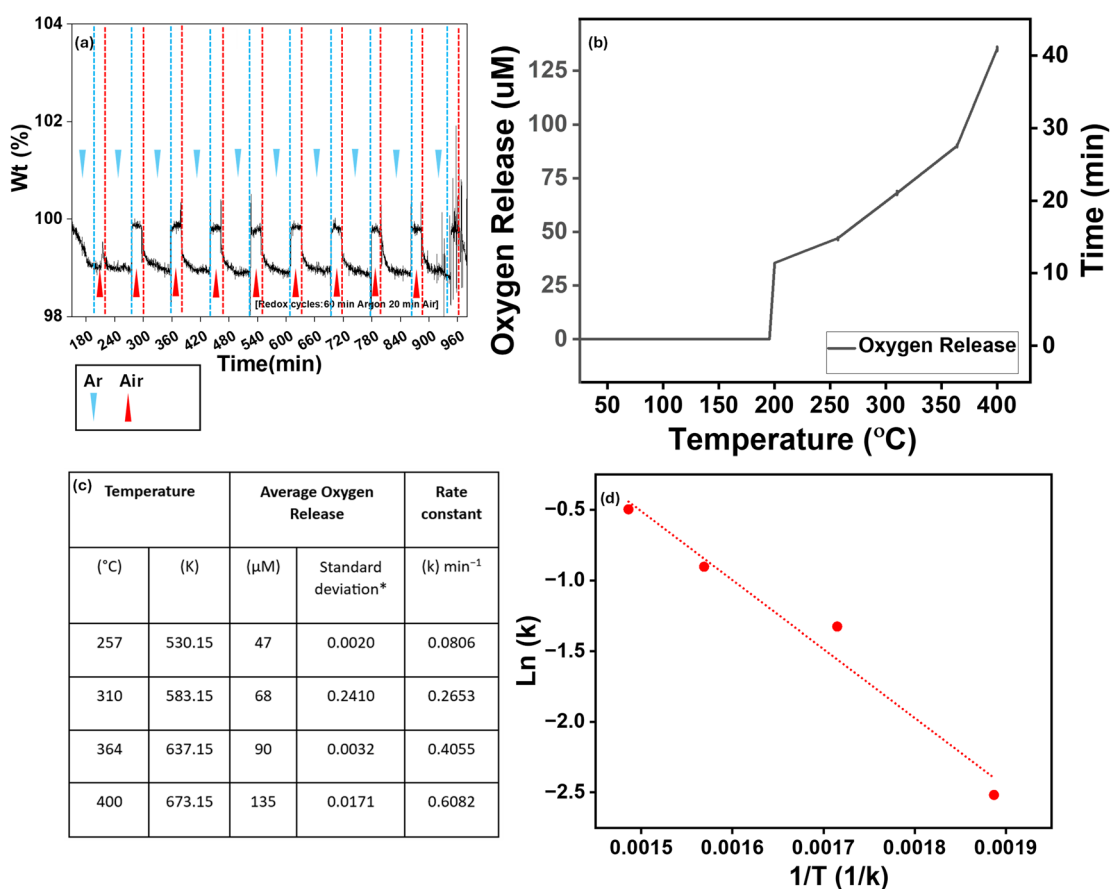 (a)
104
102
100
98
Wt (%)
[Redox cycles:60 min Argon 20 min Air]
180 240 300 360 420 480 540 600 660 720 780 840 900 960
Time(min)
Ar Air
(b)
125
100
75
50
25
0
Oxygen Release (uM)
40
30
20
10
0
Time (min)
Oxygen Release
50 100 150 200 250 300 350 400
Temperature (°C)
(c) Temperature Average Oxygen Release Rate constant
(°C) (K) (μM) Standard deviation* (k) min⁻¹
257 530.15 47 0.0020 0.0806
310 583.15 68 0.2410 0.2653
364 637.15 90 0.0032 0.4055
400 673.15 135 0.0171 0.6082
(d)
−0.5
−1.0
−1.5
−2.0
−2.5
Ln (k)
0.0015 0.0016 0.0017 0.0018 0.0019
1/T (1/k)